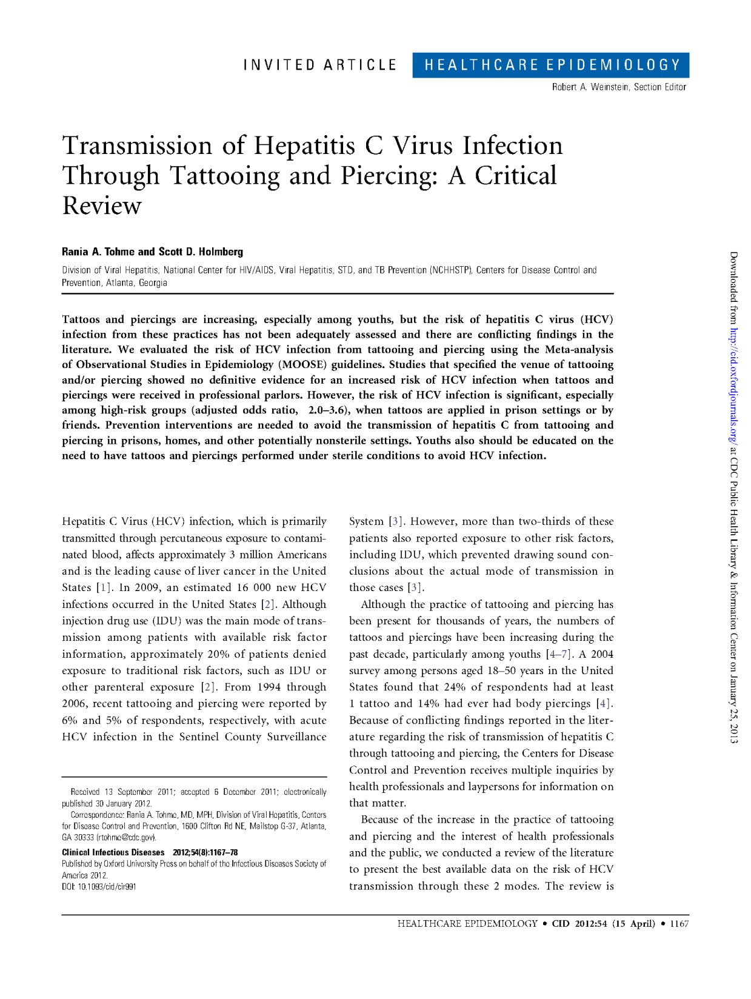 INVITED ARTICLE HEALTHCARE EPIDEMIOLOGY
Robert A. Weinstein, Section Editor
Transmission of Hepatitis C Virus Infection
Through Tattooing and Piercing: A Critical
Review
Rania A. Tohme and Scott D. Holmberg
Division of Viral Hepatitis, National Center for HIV/AIDS, Viral Hepatitis, STD, and TB Prevention (NCHHSTP), Centers for Disease Control and
Prevention, Atlanta, Georgia
Tattoos and piercings are increasing, especially among youths, but the risk of hepatitis C virus (HCV)
infection from these practices has not been adequately assessed and there are conflicting findings in the
literature. We evaluated the risk of HCV infection from tattooing and piercing using the Meta-analysis
of Observational Studies in Epidemiology (MOOSE) guidelines. Studies that specified the venue of tattooing
and/or piercing showed no definitive evidence for an increased risk of HCV infection when tattoos and
piercings were received in professional parlors. However, the risk of HCV infection is significant, especially
among high-risk groups (adjusted odds ratio, 2.0–3.6), when tattoos are applied in prison settings or by
friends. Prevention interventions are needed to avoid the transmission of hepatitis C from tattooing and
piercing in prisons, homes, and other potentially nonsterile settings. Youths also should be educated on the
need to have tattoos and piercings performed under sterile conditions to avoid HCV infection.
Hepatitis C Virus (HCV) infection, which is primarily
transmitted through percutaneous exposure to contami-
nated blood, affects approximately 3 million Americans
and is the leading cause of liver cancer in the United
States [1]. In 2009, an estimated 16 000 new HCV
infections occurred in the United States [2]. Although
injection drug use (IDU) was the main mode of trans-
mission among patients with available risk factor
information, approximately 20% of patients denied
exposure to traditional risk factors, such as IDU or
other parenteral exposure [2]. From 1994 through
2006, recent tattooing and piercing were reported by
6% and 5% of respondents, respectively, with acute
HCV infection in the Sentinel County Surveillance
Received 13 September 2011; accepted 6 December 2011; electronically
published 30 January 2012.
Correspondence: Rania A. Tohme, MD, MPH, Division of Viral Hepatitis, Centers
for Disease Control and Prevention, 1600 Clifton Rd NE, Mailstop G-37, Atlanta,
GA 30333 (rtohme@cdc.gov).
Clinical Infectious Diseases 2012;54(8):1167–78
Published by Oxford University Press on behalf of the Infectious Diseases Society of
America 2012.
DOI: 10.1093/cid/cir991
System [3]. However, more than two-thirds of these
patients also reported exposure to other risk factors,
including IDU, which prevented drawing sound con-
clusions about the actual mode of transmission in
those cases [3].
Although the practice of tattooing and piercing has
been present for thousands of years, the numbers of
tattoos and piercings have been increasing during the
past decade, particularly among youths [4–7]. A 2004
survey among persons aged 18–50 years in the United
States found that 24% of respondents had at least
1 tattoo and 14% had ever had body piercings [4].
Because of conflicting findings reported in the liter-
ature regarding the risk of transmission of hepatitis C
through tattooing and piercing, the Centers for Disease
Control and Prevention receives multiple inquiries by
health professionals and laypersons for information on
that matter.
Because of the increase in the practice of tattooing
and piercing and the interest of health professionals
and the public, we conducted a review of the literature
to present the best available data on the risk of HCV
transmission through these 2 modes. The review is
HEALTHCARE EPIDEMIOLOGY • CID 2012:54 (15 April) • 1167
Downloaded from http://cid.oxfordjournals.org/ at CDC Public Health Library & Information Center on January 25, 2013